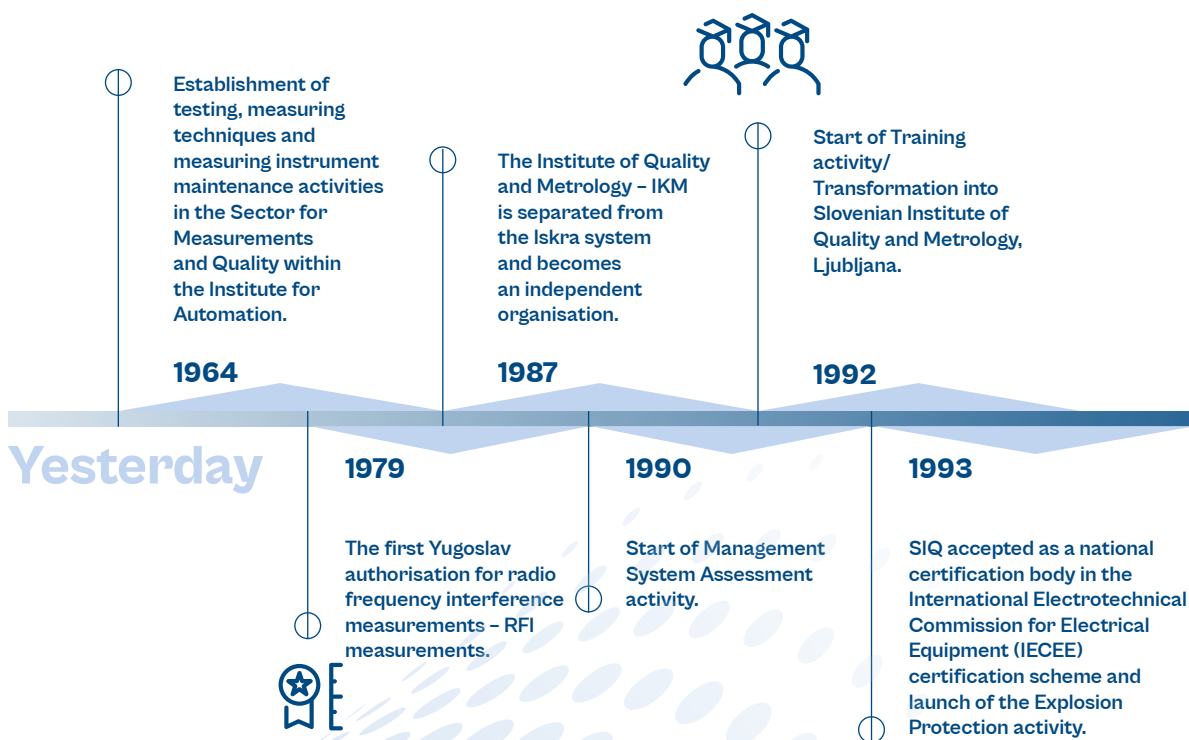 Establishment of
testing, measuring
techniques and
measuring instrument
maintenance activities
in the Sector for
Measurements
and Quality within
the Institute for
Automation.
1964
The Institute of Quality
and Metrology – IKM
is separated from
the Iskra system
and becomes
an independent
organisation.
1987
Start of Training
activity/
Transformation into
Slovenian Institute of
Quality and Metrology,
Ljubljana.
1992
Yesterday
1979
The first Yugoslav
authorisation for radio
frequency interference
measurements – RFI
measurements.
1990
Start of Management
System Assessment
activity.
1993
SIQ accepted as a national
certification body in the
International Electrotechnical
Commission for Electrical
Equipment (IECEE)
certification scheme and
launch of the Explosion
Protection activity.